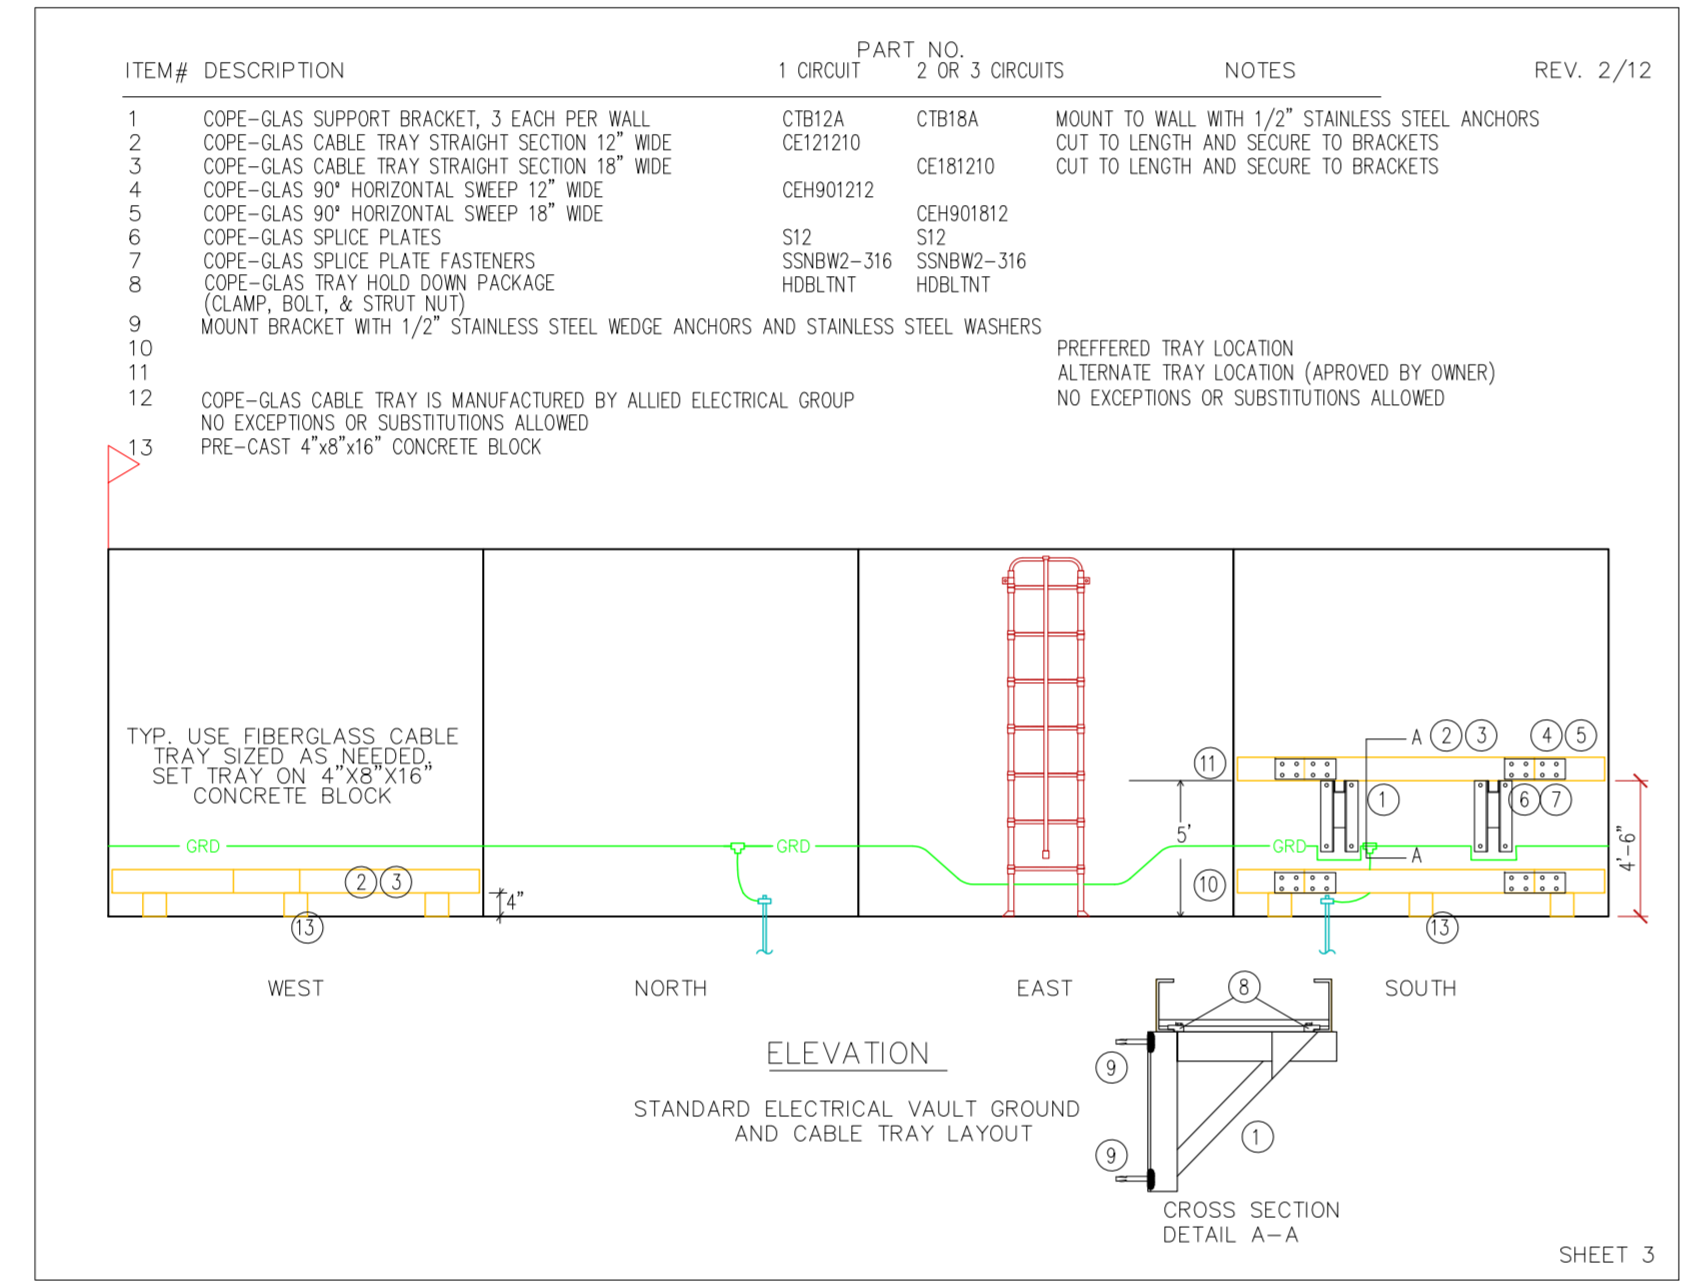 PART NO.
ITEM# DESCRIPTION 1 CIRCUIT 2 OR 3 CIRCUITS NOTES REV. 2/12
1 COPE-GLAS SUPPORT BRACKET, 3 EACH PER WALL CTB12A CTB18A MOUNT TO WALL WITH 1/2" STAINLESS STEEL ANCHORS
2 COPE-GLAS CABLE TRAY STRAIGHT SECTION 12" WIDE CE121210 CUT TO LENGTH AND SECURE TO BRACKETS
3 COPE-GLAS CABLE TRAY STRAIGHT SECTION 18" WIDE CE181210 CUT TO LENGTH AND SECURE TO BRACKETS
4 COPE-GLAS 90° HORIZONTAL SWEEP 12" WIDE CEH901212
5 COPE-GLAS 90° HORIZONTAL SWEEP 18" WIDE CEH901812
6 COPE-GLAS SPLICE PLATES S12 S12
7 COPE-GLAS SPLICE PLATE FASTENERS SSNBW2-316 SSNBW2-316
8 COPE-GLAS TRAY HOLD DOWN PACKAGE HDBLTNT HDBLTNT
(CLAMP, BOLT, & STRUT NUT)
9 MOUNT BRACKET WITH 1/2" STAINLESS STEEL WEDGE ANCHORS AND STAINLESS STEEL WASHERS
10 PREFFERED TRAY LOCATION
11 ALTERNATE TRAY LOCATION (APROVED BY OWNER)
12 COPE-GLAS CABLE TRAY IS MANUFACTURED BY ALLIED ELECTRICAL GROUP NO EXCEPTIONS OR SUBSTITUTIONS ALLOWED
NO EXCEPTIONS OR SUBSTITUTIONS ALLOWED
13 PRE-CAST 4"x8"x16" CONCRETE BLOCK
TYP. USE FIBERGLASS CABLE
TRAY SIZED AS NEEDED.
SET TRAY ON 4"X8"X16"
CONCRETE BLOCK
A 2 3 4 5
11
1 6 7
5'
4'-6"
GRD GRD GRD
A
2 3 10
4"
13 13
WEST NORTH EAST SOUTH
8
ELEVATION
9
STANDARD ELECTRICAL VAULT GROUND
AND CABLE TRAY LAYOUT
1
9
CROSS SECTION
DETAIL A-A
SHEET 3